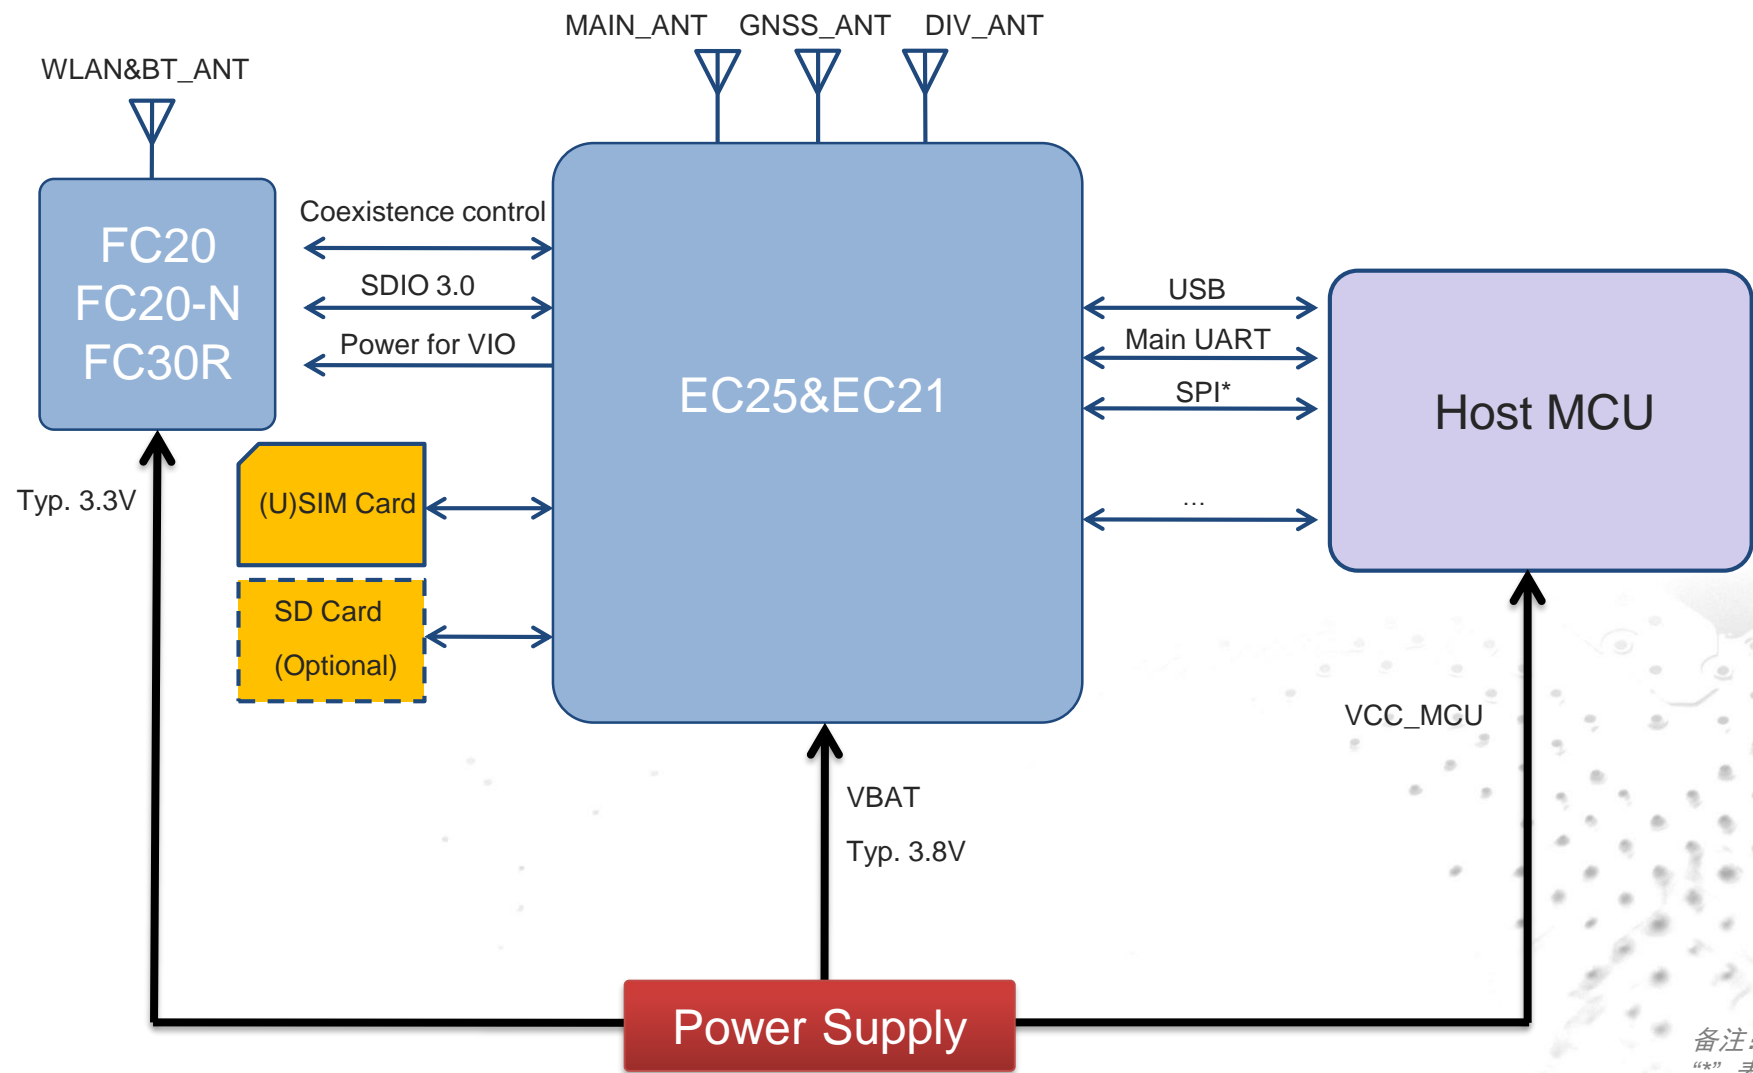 MAIN_ANT GNSS_ANT DIV_ANT
WLAN&BT_ANT
FC20
FC20-N
FC30R
Coexistence control
SDIO 3.0
Power for VIO
EC25&EC21
USB
Main UART
SPI*
...
Host MCU
Typ. 3.3V
(U)SIM Card
SD Card
(Optional)
VCC_MCU
VBAT
Typ. 3.8V
Power Supply
备注:
"*"